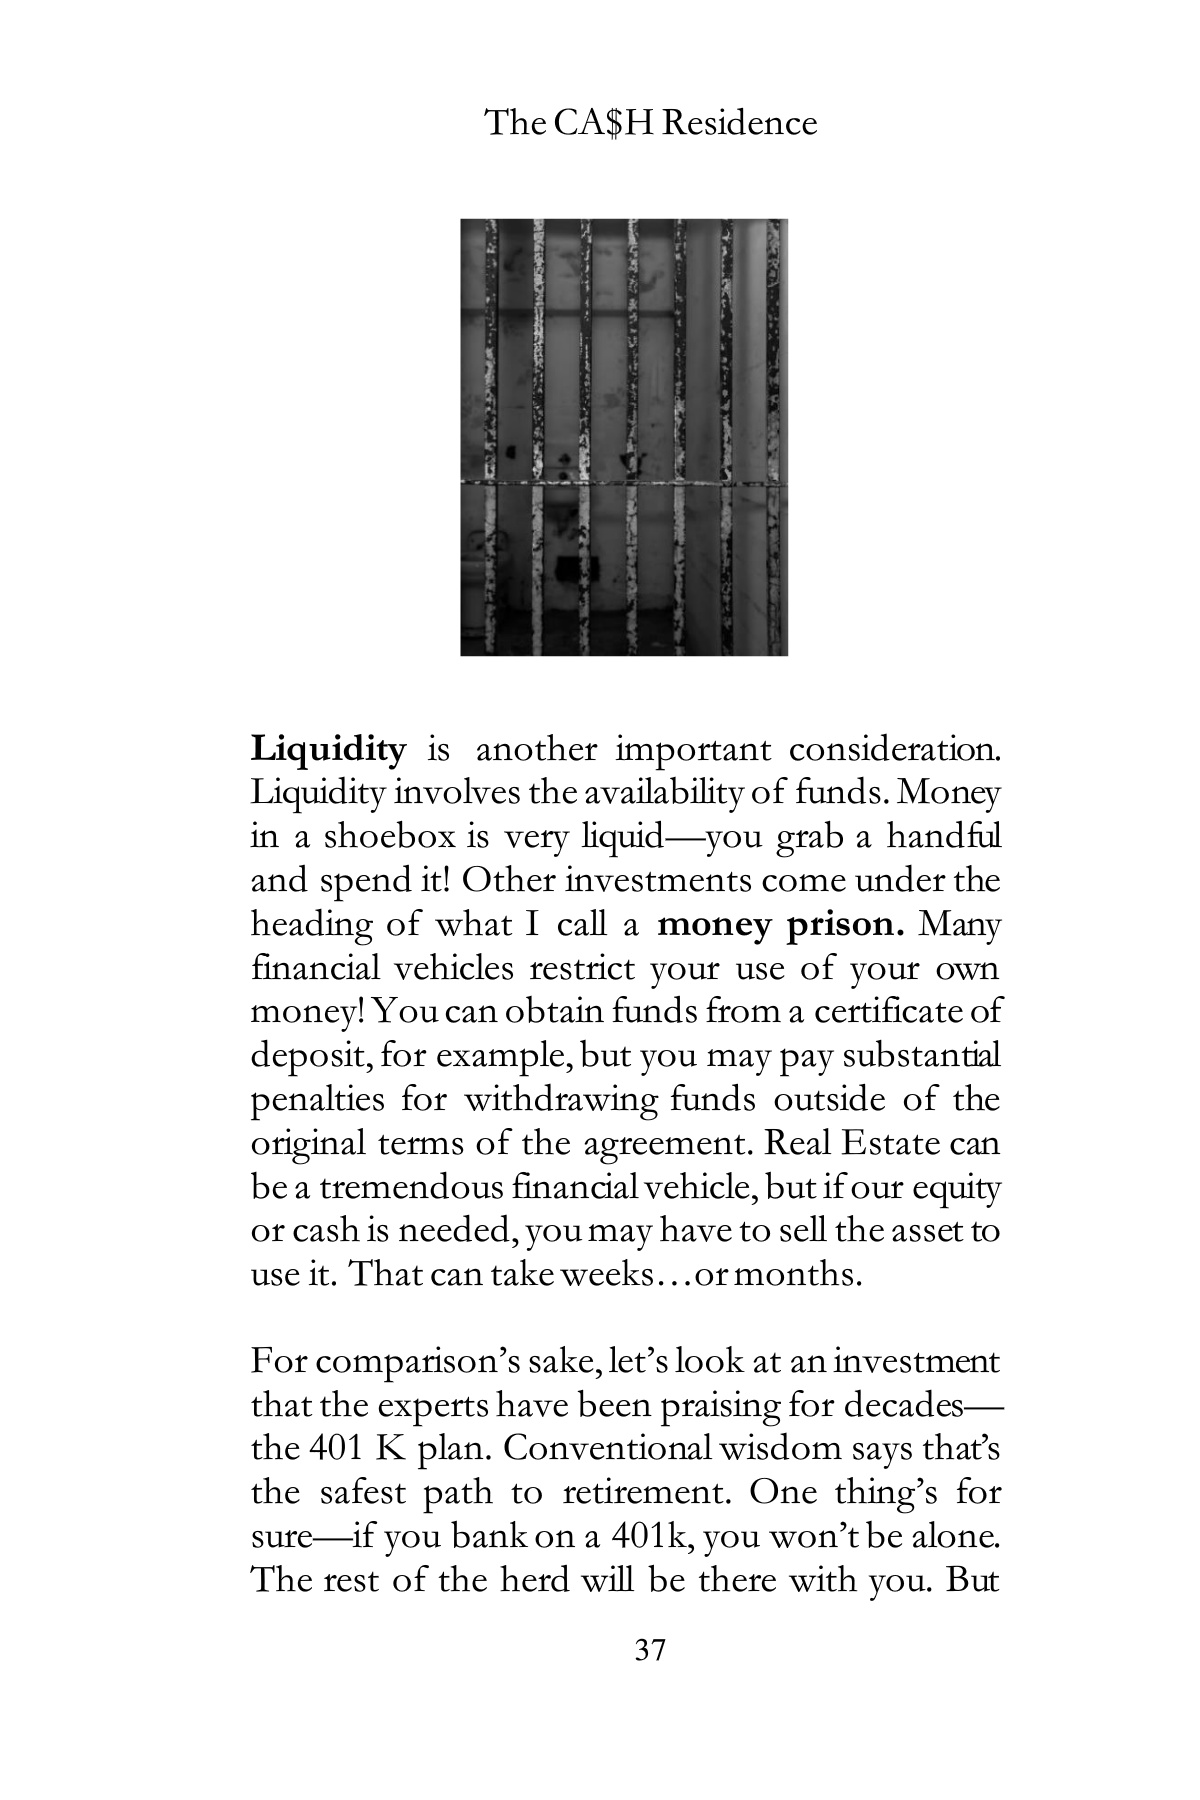 The CA$H Residence
Liquidity is another important consideration.
Liquidity involves the availability of funds. Money
in a shoebox is very liquid—you grab a handful
and spend it! Other investments come under the
heading of what I call a money prison. Many
financial vehicles restrict your use of your own
money! You can obtain funds from a certificate of
deposit, for example, but you may pay substantial
penalties for withdrawing funds outside of the
original terms of the agreement. Real Estate can
be a tremendous financial vehicle, but if our equity
or cash is needed, you may have to sell the asset to
use it. That can take weeks…or months.
For comparison’s sake, let’s look at an investment
that the experts have been praising for decades—
the 401 K plan. Conventional wisdom says that’s
the safest path to retirement. One thing’s for
sure—if you bank on a 401k, you won’t be alone.
The rest of the herd will be there with you. But
37